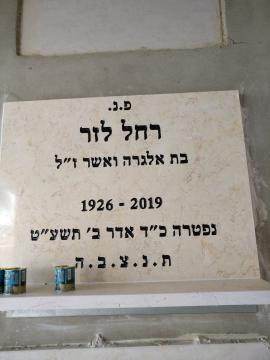 פ.נ.
רחל לזר
בת אלגרה ואשר ז"ל
1926 - 2019
נפטרה כ"ד אדר ב' תשע"ט
ת.נ.צ.ב.ה